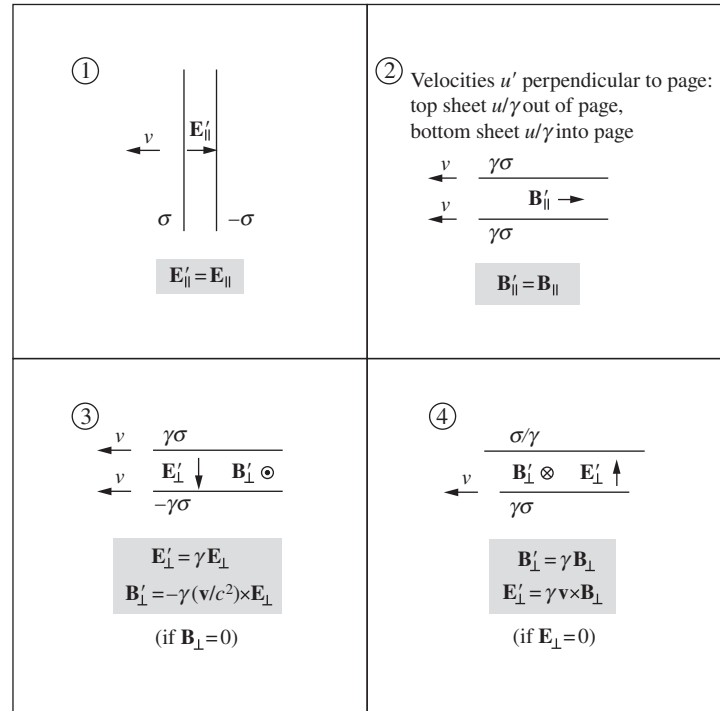 ①
v
E′∥
σ
−σ
E′∥ = E∥
② Velocities u′ perpendicular to page:
top sheet u/γ out of page,
bottom sheet u/γ into page
γσ
v
B′∥
v
γσ
B′∥ = B∥
③
v
γσ
v
E′⊥
B′⊥
−γσ
E′⊥ = γE⊥
B′⊥ = −γ(v/c²)×E⊥
(if B⊥=0)
④
σ/γ
B′⊥
E′⊥
v
γσ
B′⊥ = γB⊥
E′⊥ = γv×B⊥
(if E⊥=0)